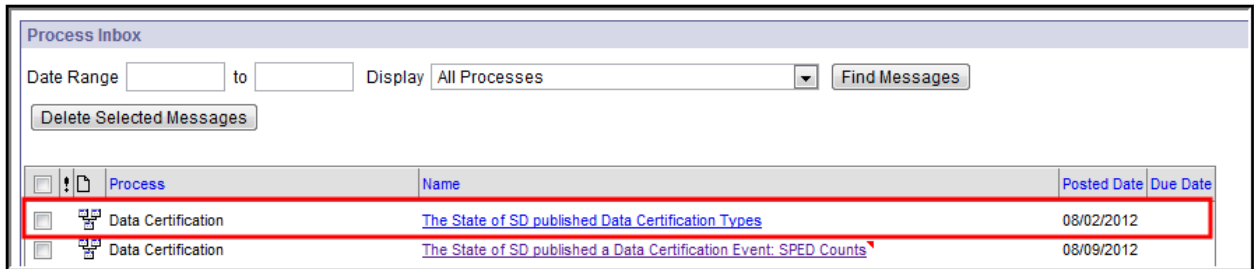 Process Inbox
Date Range to Display All Processes Find Messages
Delete Selected Messages
! Process Name Posted Date Due Date
Data Certification The State of SD published Data Certification Types 08/02/2012
Data Certification The State of SD published a Data Certification Event: SPED Counts 08/09/2012